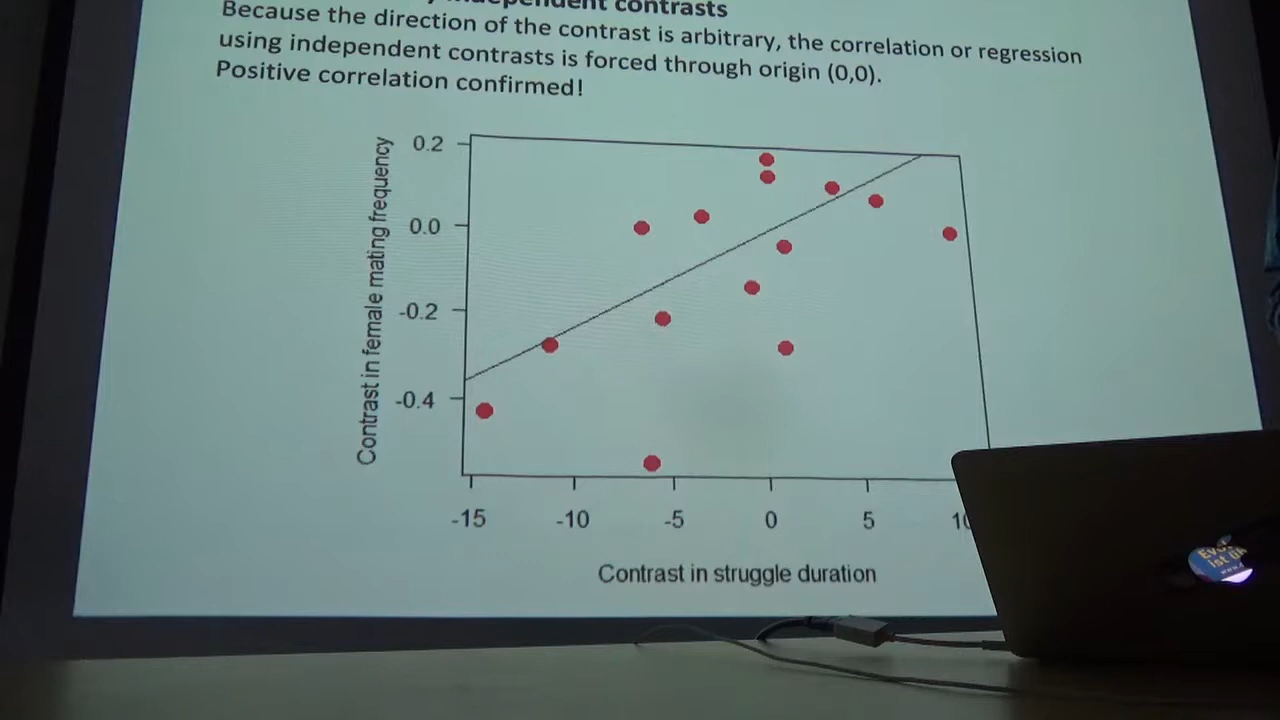 independent contrasts
Because the direction of the contrast is arbitrary, the correlation or regression
using independent contrasts is forced through origin (0,0).
Positive correlation confirmed!
0.2
0.0
-0.2
-0.4
Contrast in female mating frequency
-15 -10 -5 0 5
Contrast in struggle duration